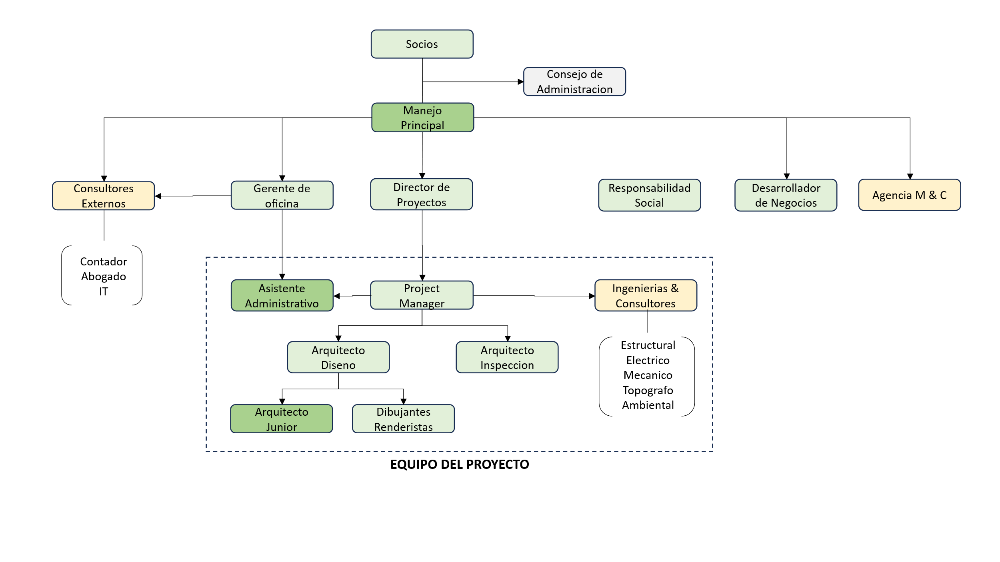 Socios
Consejo de
Administracion
Manejo
Principal
Consultores
Externos
Gerente de
oficina
Director de
Proyectos
Responsabilidad
Social
Desarrollador
de Negocios
Agencia M & C
Contador
Abogado
IT
Asistente
Administrativo
Project
Manager
Ingenierias &
Consultores
Arquitecto
Diseno
Arquitecto
Inspeccion
Estructural
Electrico
Mecanico
Topografo
Ambiental
Arquitecto
Junior
Dibujantes
Renderistas
EQUIPO DEL PROYECTO